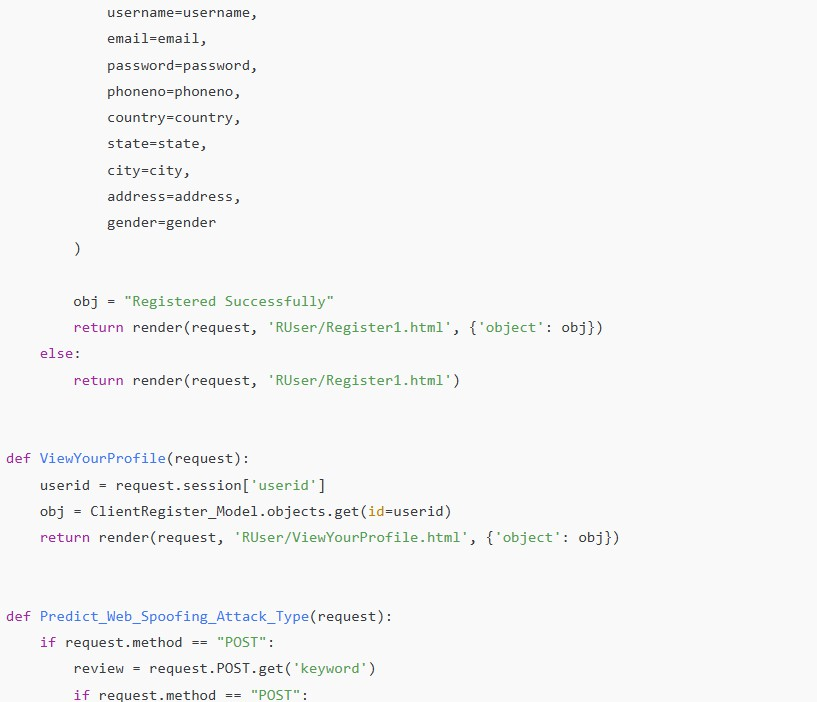 username=username,
            email=email,
            password=password,
            phoneno=phoneno,
            country=country,
            state=state,
            city=city,
            address=address,
            gender=gender
        )

        obj = "Registered Successfully"
        return render(request, 'RUser/Register1.html', {'object': obj})
    else:
        return render(request, 'RUser/Register1.html')


def ViewYourProfile(request):
    userid = request.session['userid']
    obj = ClientRegister_Model.objects.get(id=userid)
    return render(request, 'RUser/ViewYourProfile.html', {'object': obj})


def Predict_Web_Spoofing_Attack_Type(request):
    if request.method == "POST":
        review = request.POST.get('keyword')
        if request.method == "POST":